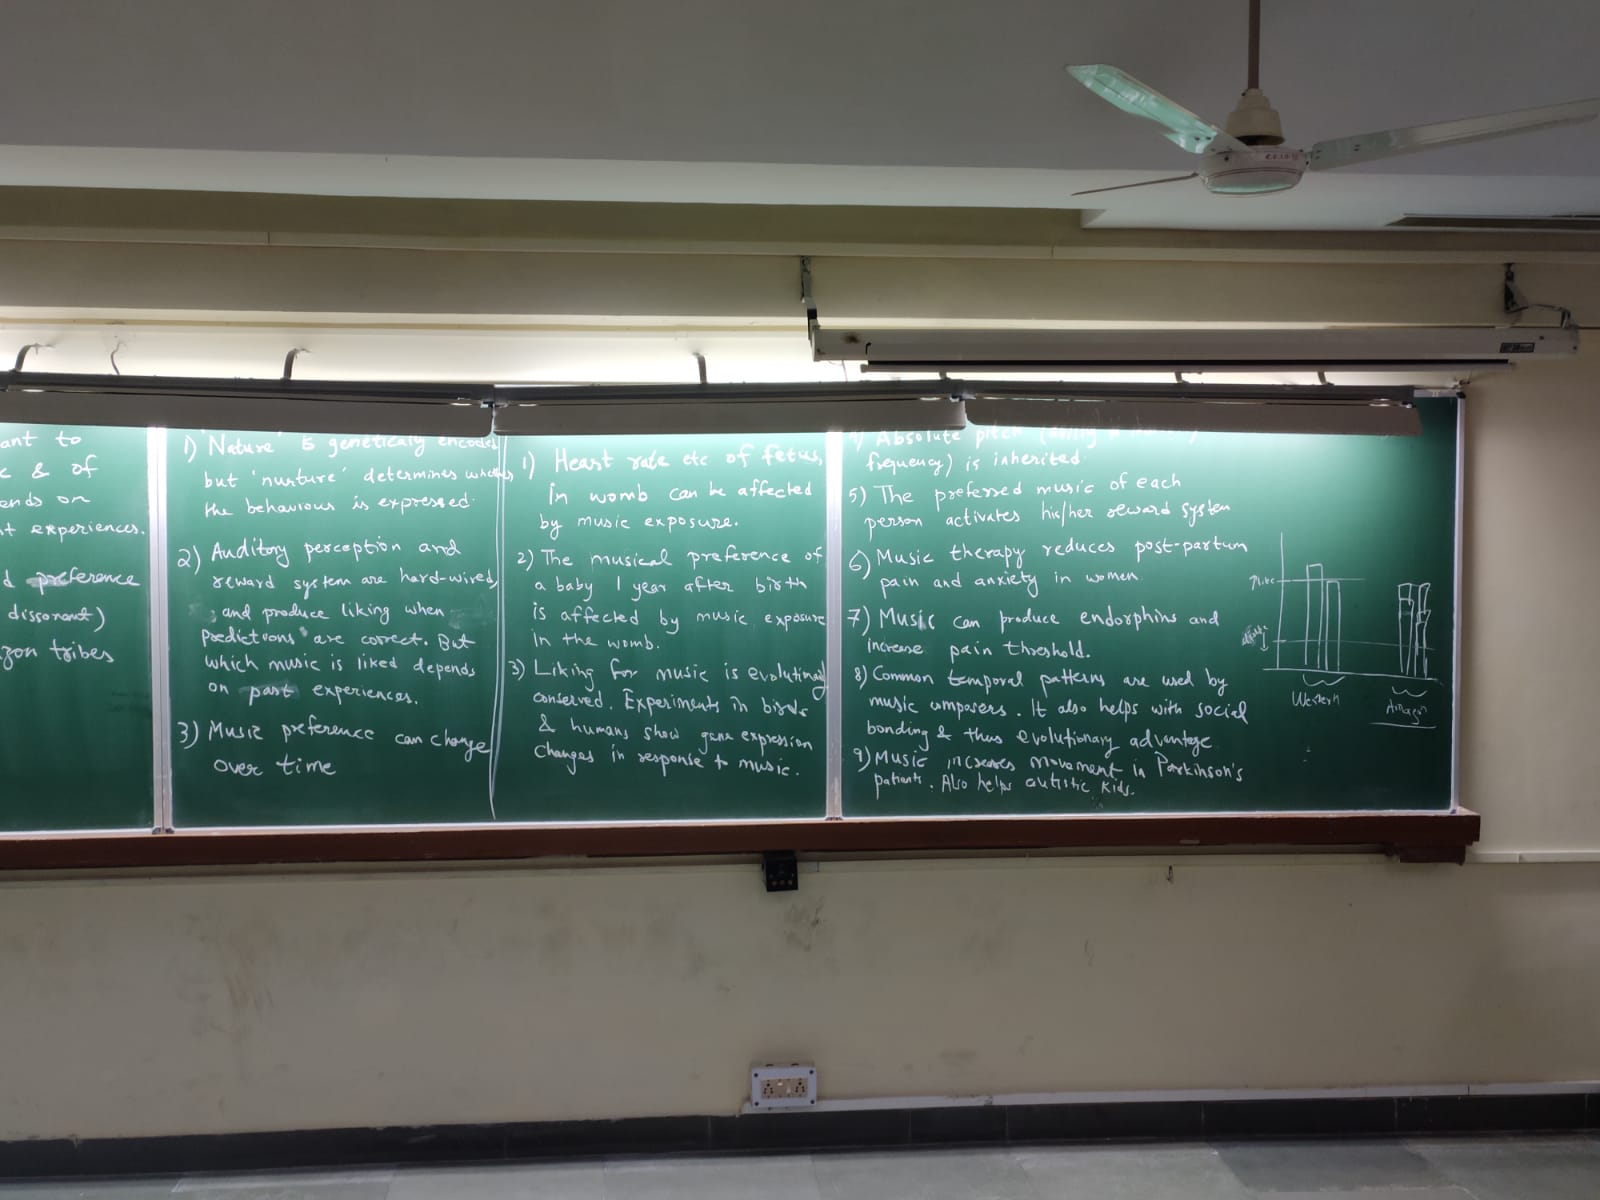 ant to
c & of
ends on
st experiences.
d preference
dissonant)
zon tribes
1) 'Nature' is geneticaly encoded
but 'nurture' determines whether
the behaviour is expressed.
2) Auditory perception and
reward system are hard-wired,
and produce liking when
predictions are correct. But
which music is liked depends
on past experiences.
3) Music preference can change
over time
1) Heart rate etc of fetus,
in womb can be affected
by music exposure.
2) The musical preference of
a baby 1 year after birth
is affected by music exposure
in the womb.
3) Liking for music is evolutinary
conserved. Experiments in birds
& humans show gene expression
changes in response to music.
4) Absolute pitch
frequency) is inherited
5) The preferred music of each
person activates his/her reward system
6) Music therapy reduces post-partum
pain and anxiety in women
7) Music can produce endorphins and
increase pain threshold.
8) Common temporal patterns are used by
music composers. It also helps with social
bonding & thus evolutionary advantage
9) Music increases movement in Parkinson's
patients. Also helps autistic kids.
like
Western
Amazon